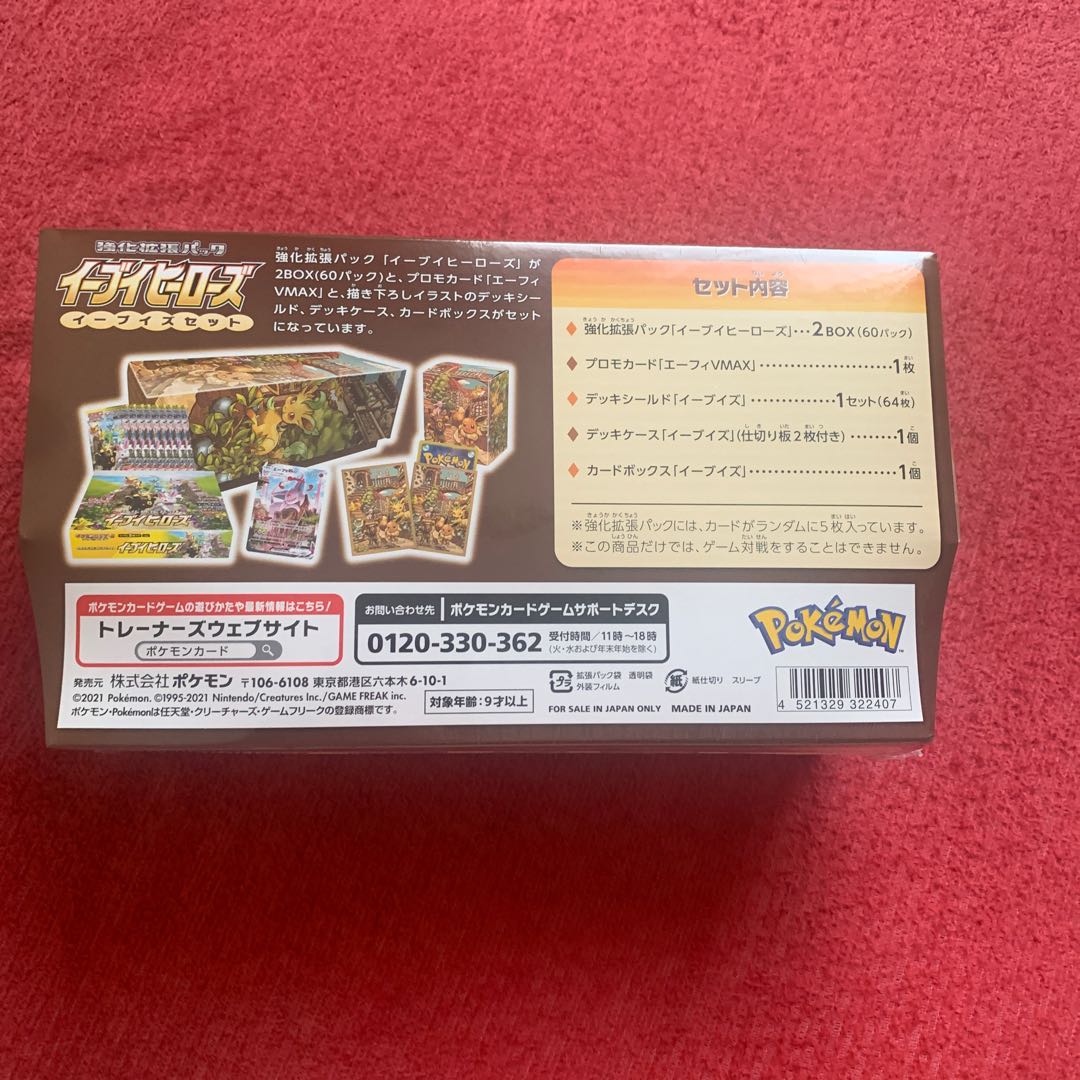 強化拡張パック
イーブイヒーローズ
イーブイズセット
強化拡張パック「イーブイヒーローズ」が
2BOX(60パック)と、プロモカード「エーフィ
VMAX」と、描き下ろしイラストのデッキシー
ルド、デッキケース、カードボックスがセット
になっています。
セット内容
強化拡張パック「イーブイヒーローズ」…2BOX(60パック)
プロモカード「エーフィVMAX」……………………1枚
デッキシールド「イーブイズ」……………1セット(64枚)
デッキケース「イーブイズ」(仕切り板2枚付き)……1個
カードボックス「イーブイズ」……………………1個
※強化拡張パックには、カードがランダムに5枚入っています。
※この商品だけでは、ゲーム対戦をすることはできません。
イーブイヒーローズ
イーブイヒーローズ
POKéMON
ポケモンカードゲームの遊びかたや最新情報はこちら!
トレーナーズウェブサイト
ポケモンカード
お問い合わせ先 ポケモンカードゲームサポートデスク
0120-330-362 受付時間/11時〜18時
(火・水および年末年始を除く)
POKéMON
TM
発売元 株式会社ポケモン 〒106-6108 東京都港区六本木6-10-1
©2021 Pokémon. ©1995-2021 Nintendo/Creatures Inc./GAME FREAK inc.
ポケモン・Pokémonは任天堂・クリーチャーズ・ゲームフリークの登録商標です。
対象年齢:9才以上
プラ 拡張パック袋 透明袋
外装フィルム
紙 紙仕切り スリーブ
FOR SALE IN JAPAN ONLY MADE IN JAPAN
4 521329 322407